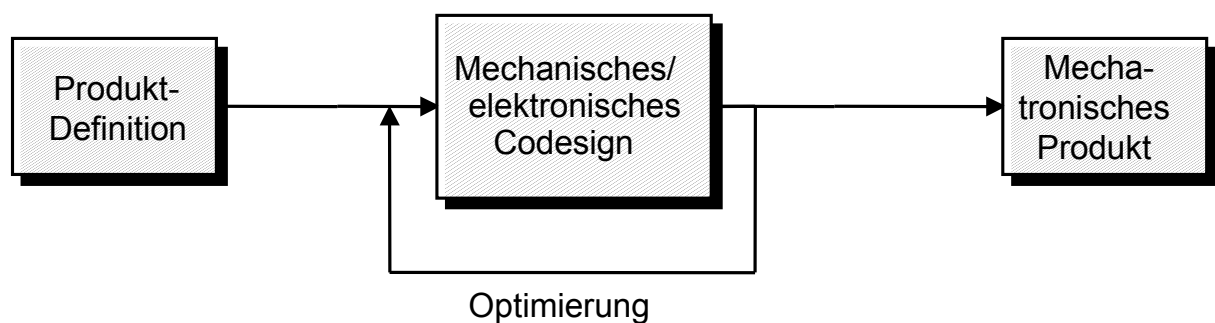 Produkt-
Definition
Mechanisches/
elektronisches
Codesign
Mecha-
tronisches
Produkt
Optimierung